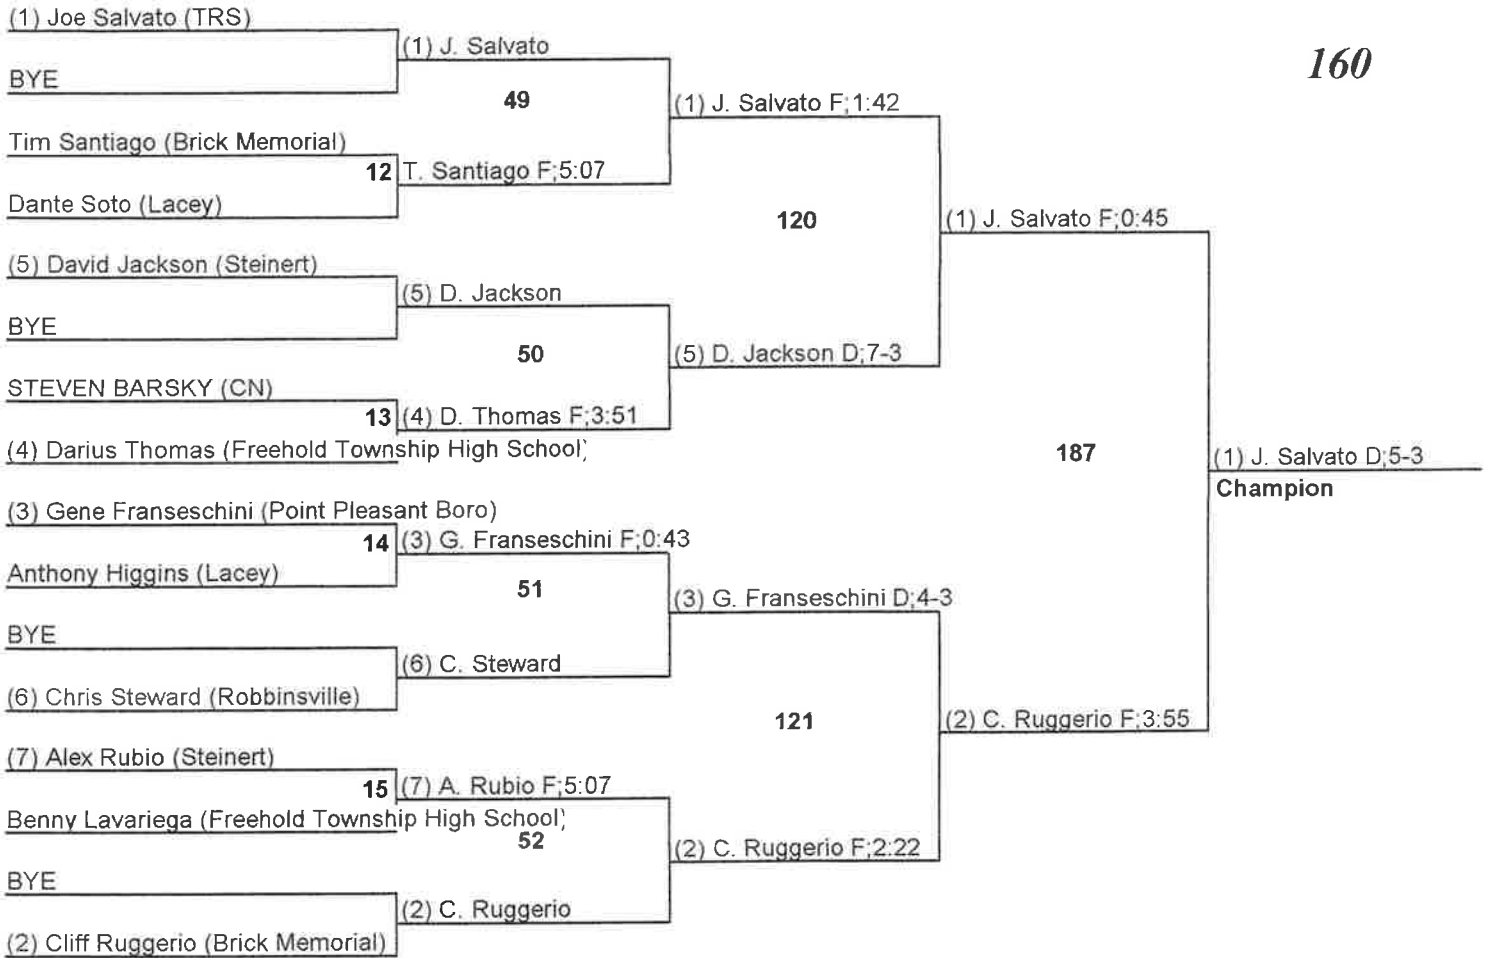 (1) Joe Salvato (TRS)
(1) J. Salvato
160
BYE
49
(1) J. Salvato F;1:42
Tim Santiago (Brick Memorial)
12 T. Santiago F;5:07
Dante Soto (Lacey)
120
(1) J. Salvato F;0:45
(5) David Jackson (Steinert)
(5) D. Jackson
BYE
50
(5) D. Jackson D;7-3
STEVEN BARSKY (CN)
13 (4) D. Thomas F;3:51
(4) Darius Thomas (Freehold Township High School)
187
(1) J. Salvato D;5-3
Champion
(3) Gene Franseschini (Point Pleasant Boro)
14 (3) G. Franseschini F;0:43
Anthony Higgins (Lacey)
51
(3) G. Franseschini D;4-3
BYE
(6) C. Steward
(6) Chris Steward (Robbinsville)
121
(2) C. Ruggerio F;3:55
(7) Alex Rubio (Steinert)
15 (7) A. Rubio F;5:07
Benny Lavariega (Freehold Township High School)
52
(2) C. Ruggerio F;2:22
BYE
(2) C. Ruggerio
(2) Cliff Ruggerio (Brick Memorial)